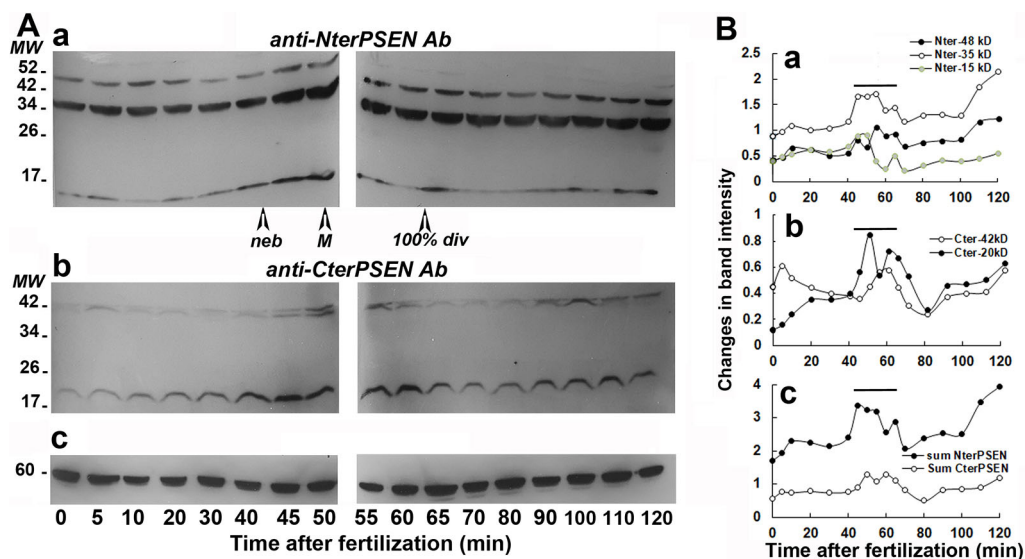 A
a
anti-NterPSEN Ab
MW
52
42
34
26
17
neb
M
100% div
b
anti-CterPSEN Ab
MW
42
34
26
17
c
60
0 5 10 20 30 40 45 50 55 60 65 70 80 90 100 110 120
Time after fertilization (min)
B
a
Nter-48 kD
Nter-35 kD
Nter-15 kD
2.5
2
1.5
1
0.5
0
0 20 40 60 80 100 120
b
Cter-42kD
Cter-20kD
1
0.8
0.6
0.4
0.2
0
0 20 40 60 80 100 120
Changes in band intensity
c
4
3
2
1
0
sum NterPSEN
Sum CterPSEN
0 20 40 60 80 100 120
Time after fertilization (min)